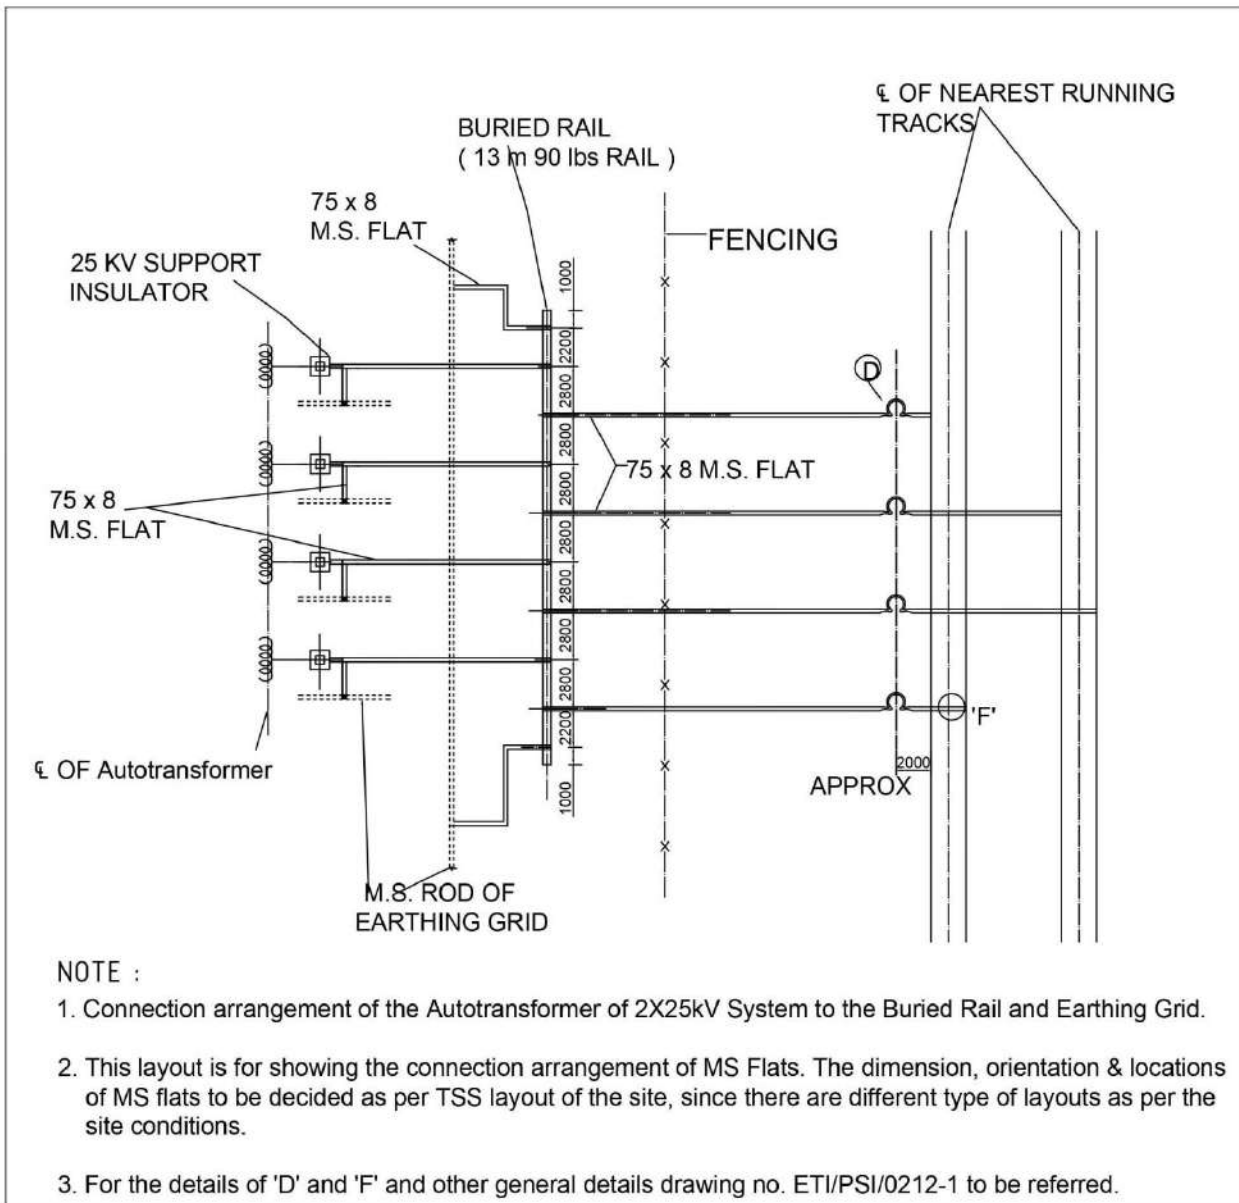 ℄ OF NEAREST RUNNING
TRACKS
BURIED RAIL
( 13 m 90 lbs RAIL )
75 x 8
M.S. FLAT
FENCING
25 KV SUPPORT
INSULATOR
1000
2200
2800
2800
2800
2800
2800
2800
2800
2200
1000
D
75 x 8 M.S. FLAT
75 x 8
M.S. FLAT
'F'
℄ OF Autotransformer
2000
APPROX
M.S. ROD OF
EARTHING GRID
NOTE :
1. Connection arrangement of the Autotransformer of 2X25kV System to the Buried Rail and Earthing Grid.
2. This layout is for showing the connection arrangement of MS Flats. The dimension, orientation & locations
of MS flats to be decided as per TSS layout of the site, since there are different type of layouts as per the
site conditions.
3. For the details of 'D' and 'F' and other general details drawing no. ETI/PSI/0212-1 to be referred.